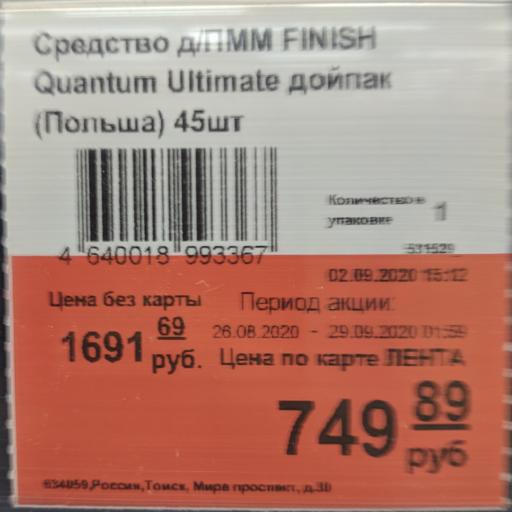 Средство д/ПММ FINISH
Quantum Ultimate дойпак
(Польша) 45шт
Количество в
упаковке 1
4 640018 993367
531529
02.09.2020 15:12
Цена без карты Период акции:
1691 69 руб. 26.08.2020 - 29.09.2020 01:59
Цена по карте ЛЕНТА
749 89 руб
634059,Россия,Томск, Мира проспект, д.30